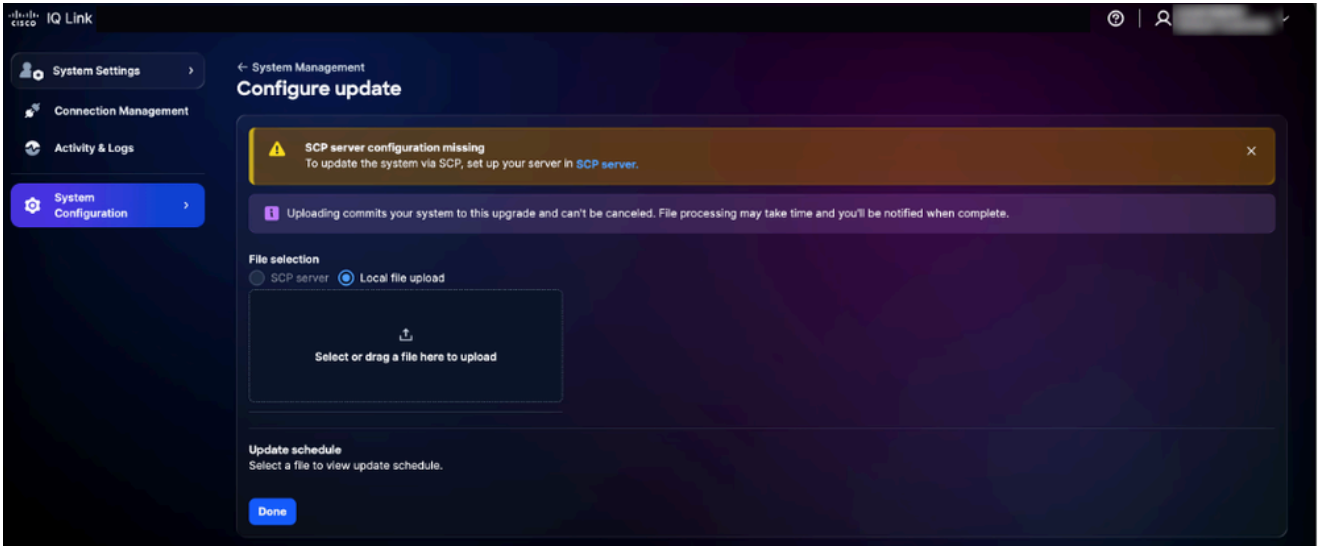 CISCO IQ Link
System Settings
Connection Management
Activity & Logs
System
Configuration
← System Management
Configure update
SCP server configuration missing
To update the system via SCP, set up your server in SCP server.
Uploading commits your system to this upgrade and can't be canceled. File processing may take time and you'll be notified when complete.
File selection
SCP server Local file upload
Select or drag a file here to upload
Update schedule
Select a file to view update schedule.
Done